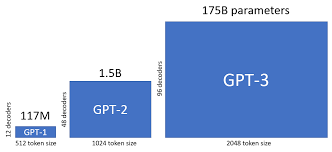 175B parameters
1.5B
117M
GPT-1
GPT-2
GPT-3
12 decoders
48 decoders
96 decoders
512 token size
1024 token size
2048 token size